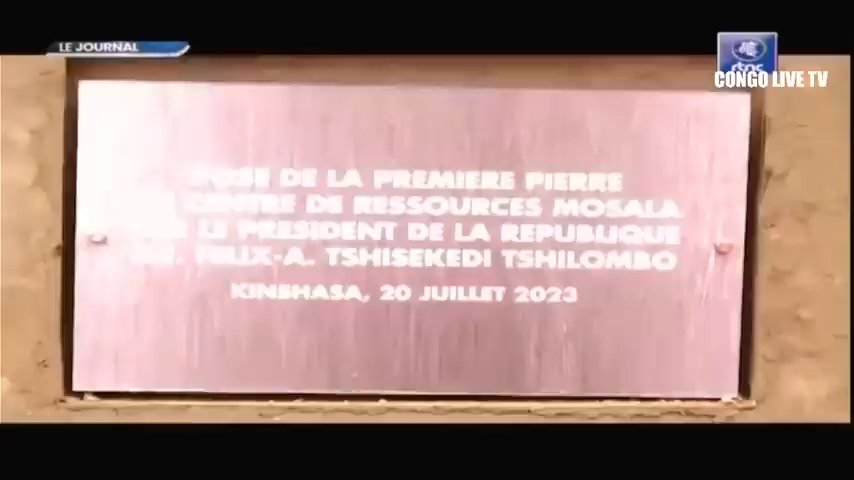 LE JOURNAL
rtnc
CONGO LIVE TV
POSE DE LA PREMIERE PIERRE
CENTRE DE RESSOURCES MOSALA
LE PRESIDENT DE LA REPUBLIQUE
FELIX-A. TSHISEKEDI TSHILOMBO
KINSHASA, 20 JUILLET 2023